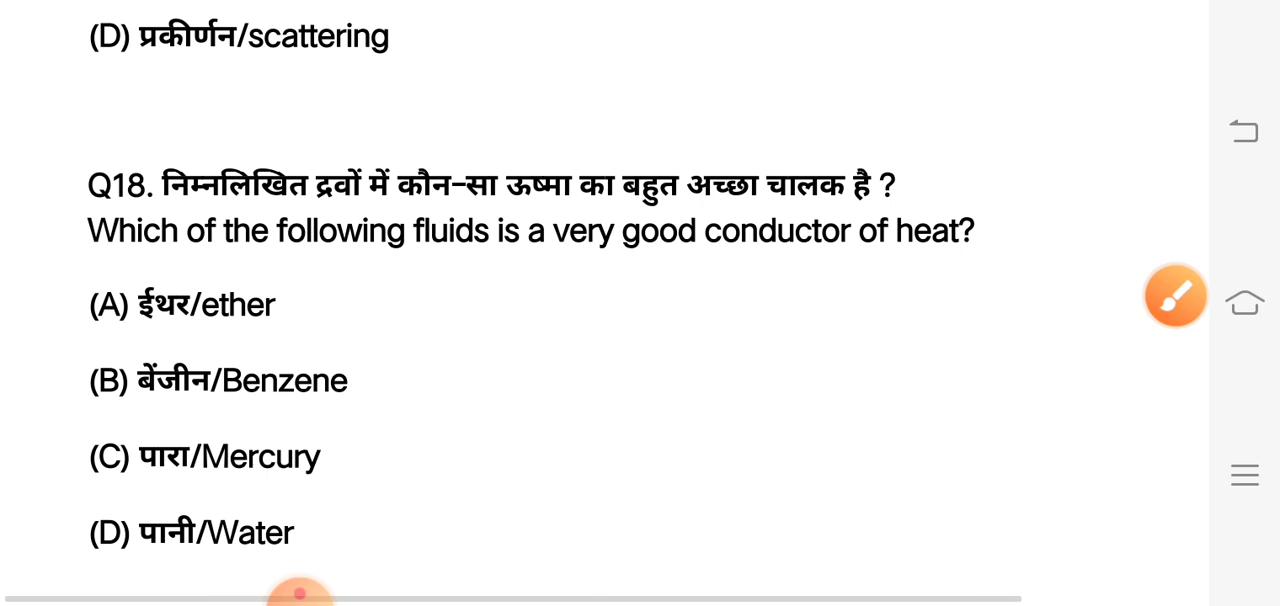 (D) प्रकीर्णन/scattering
Q18. निम्नलिखित द्रवों में कौन-सा ऊष्मा का बहुत अच्छा चालक है ?
Which of the following fluids is a very good conductor of heat?
(A) ईथर/ether
(B) बेंजीन/Benzene
(C) पारा/Mercury
(D) पानी/Water